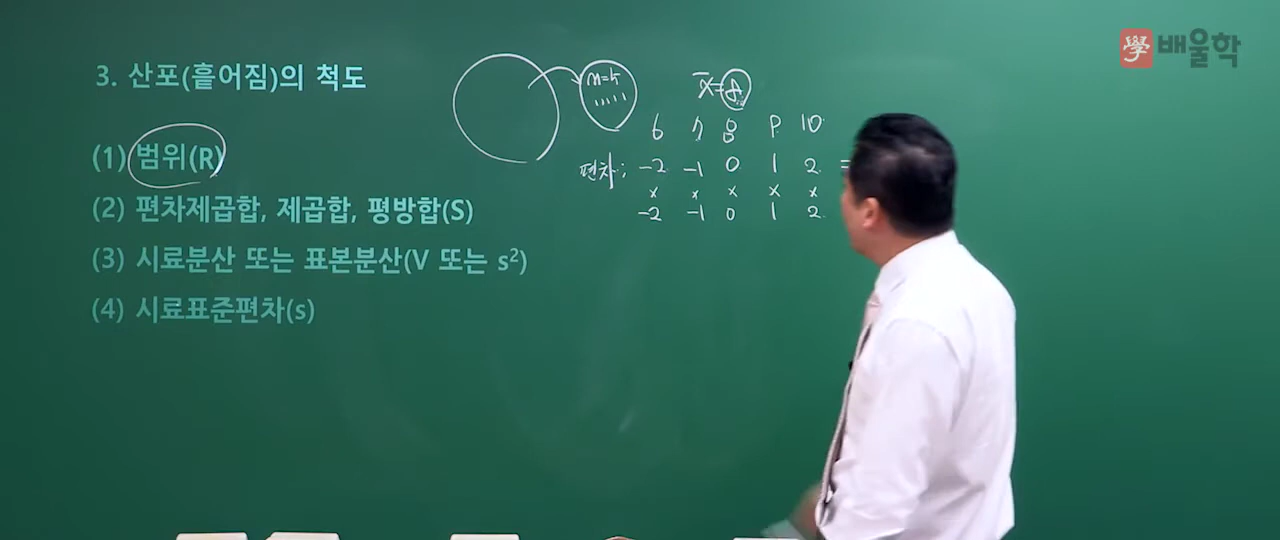 學 배울학
3. 산포(흩어짐)의 척도
n=5
x̄=8
6 7 8 9 10
(1) 범위(R)
편차: -2 -1 0 1 2 =
× × × × ×
-2 -1 0 1 2
(2) 편차제곱합, 제곱합, 평방합(S)
(3) 시료분산 또는 표본분산(V 또는 s²)
(4) 시료표준편차(s)